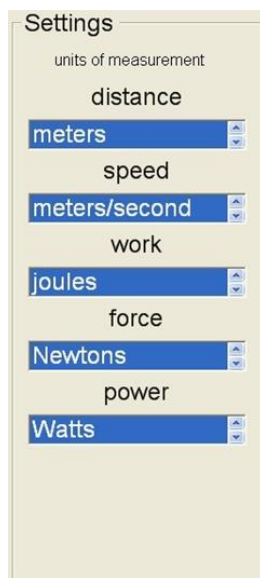 Settings
units of measurement
distance
meters
speed
meters/second
work
joules
force
Newtons
power
Watts